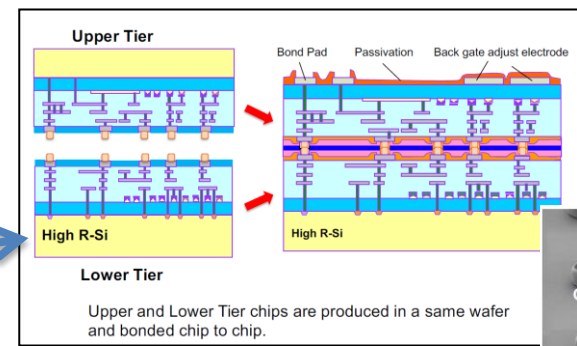 Upper Tier
Bond Pad Passivation Back gate adjust electrode
High R-Si
High R-Si
Lower Tier
Upper and Lower Tier chips are produced in a same wafer
and bonded chip to chip.